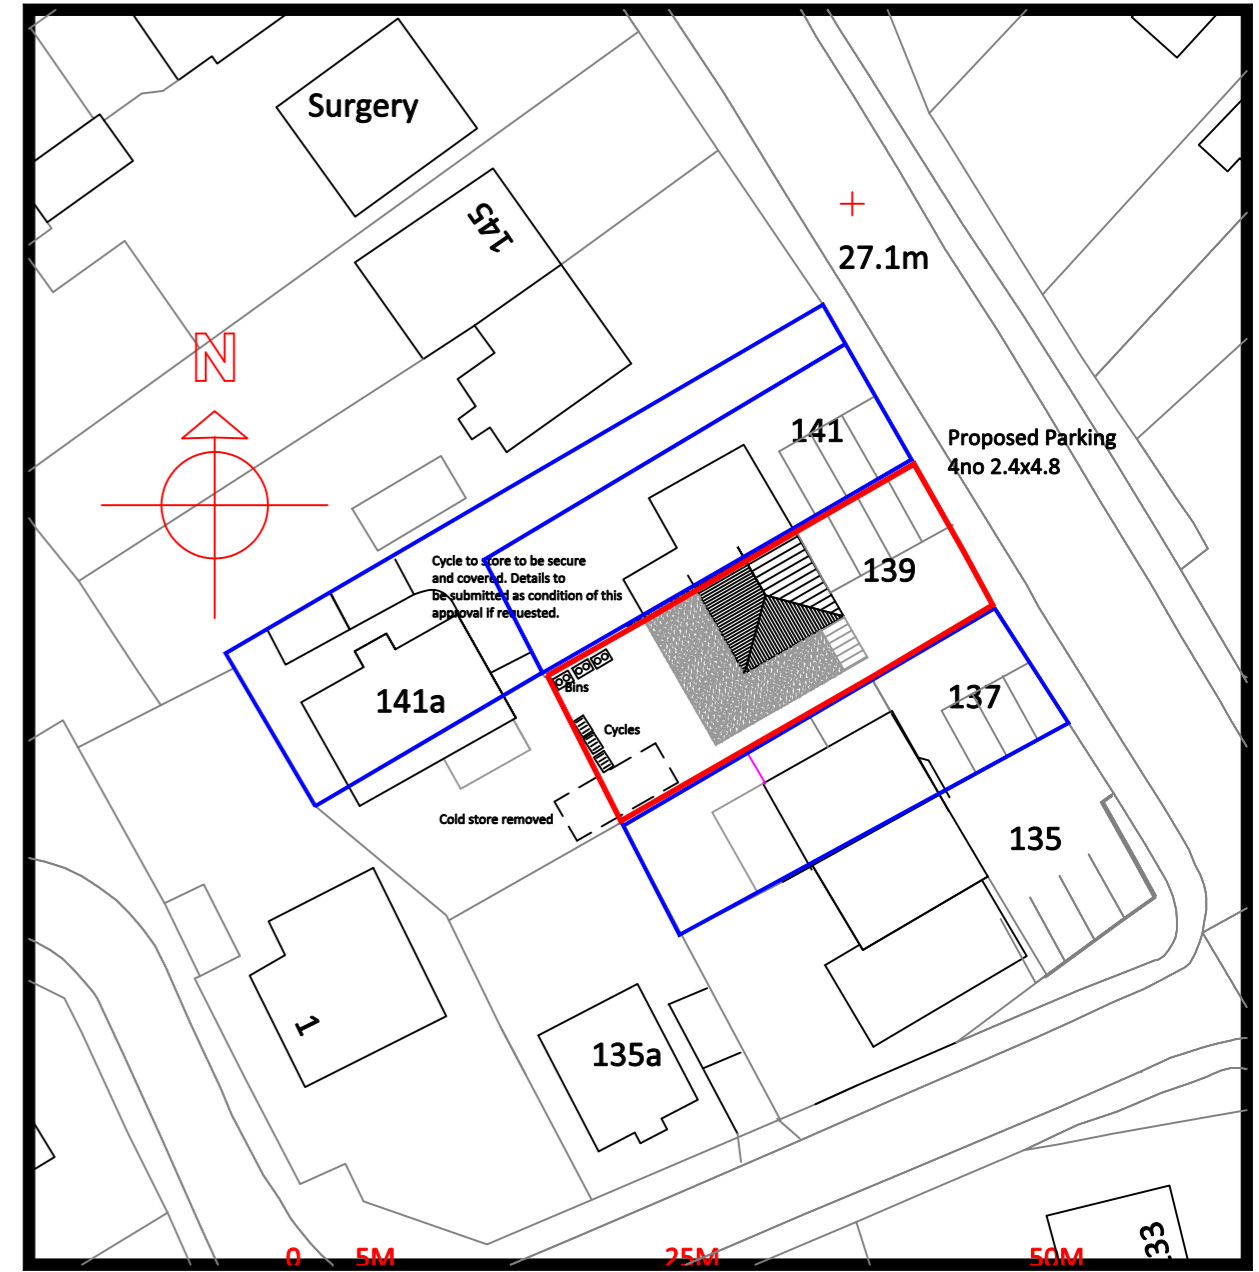 Surgery
145
27.1m
N
141
Proposed Parking
4no 2.4x4.8
Cycle to store to be secure
and covered. Details to
be submitted as condition of this
approval if requested.
139
Bins
141a
137
Cycles
Cold store removed
135
1
135a
33
0 5M 25M 50M